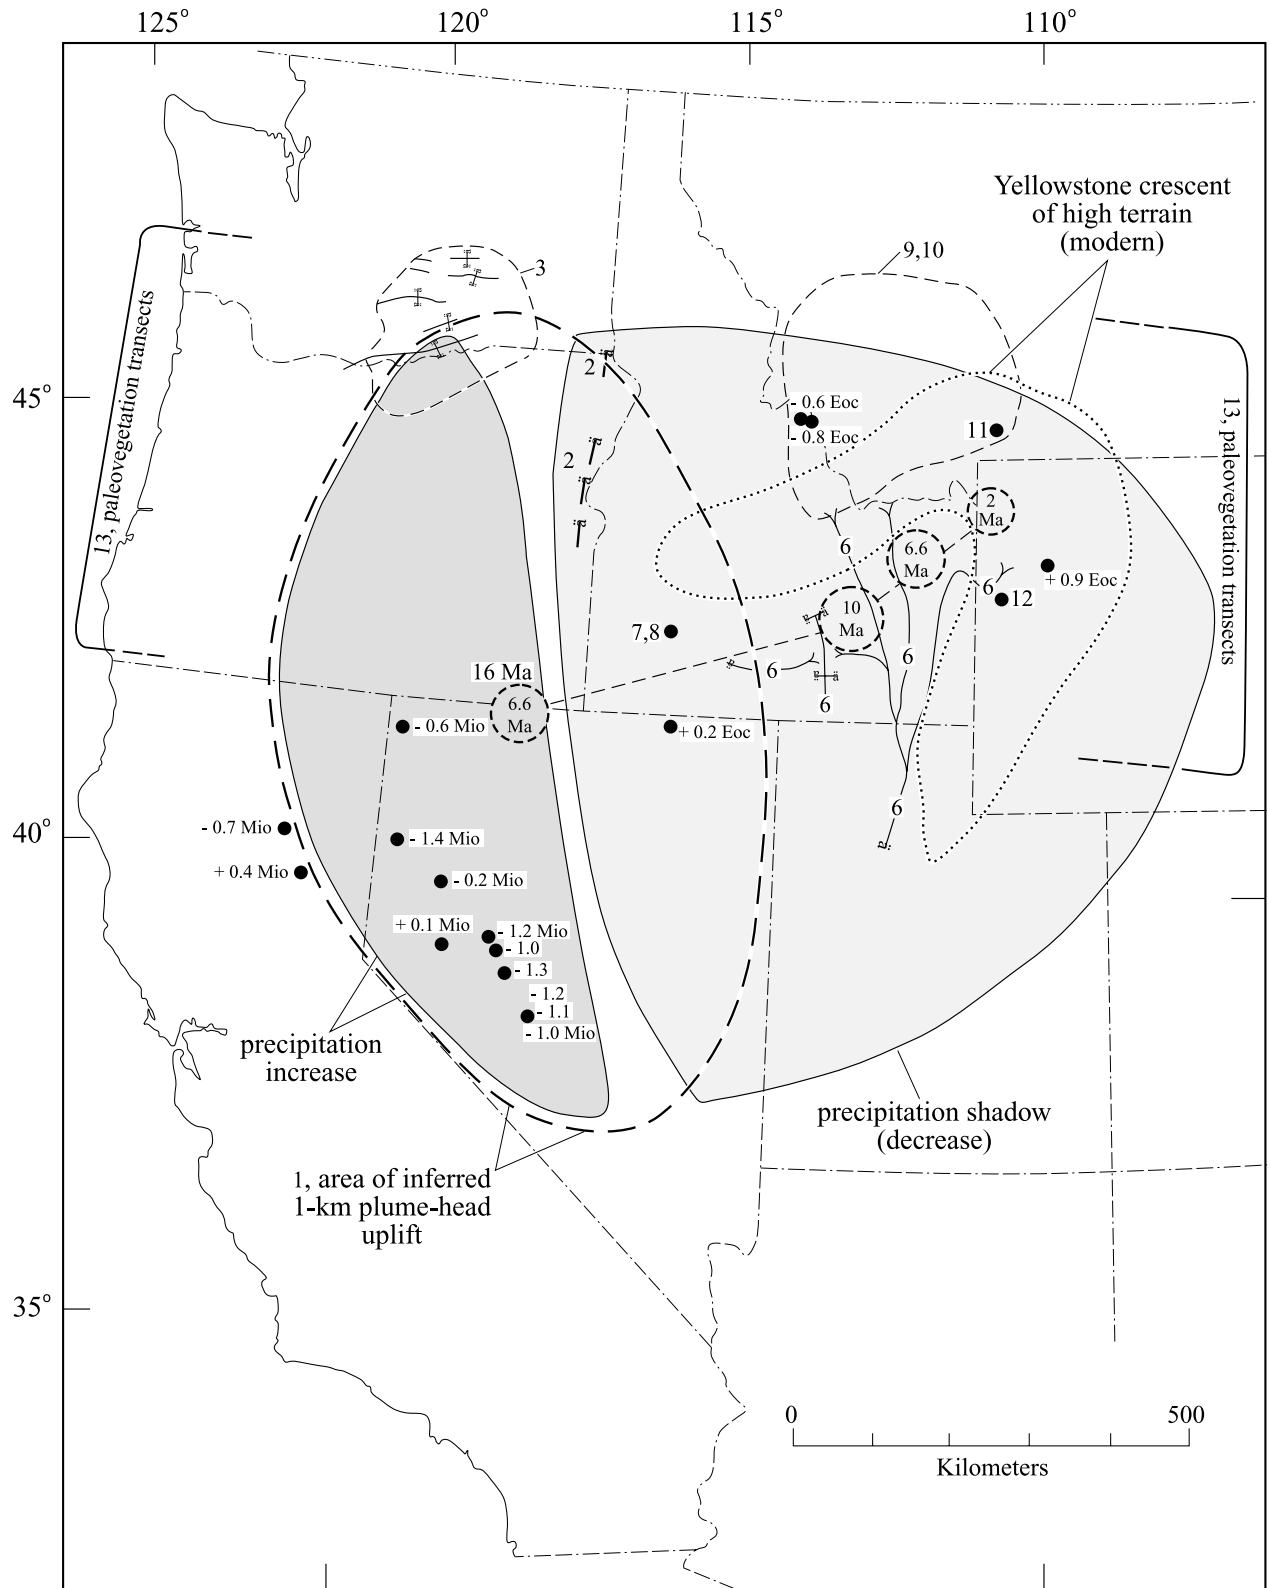 125° 120° 115° 110°
Yellowstone crescent
of high terrain
(modern)
9,10
3
13, paleovegetation transects
45°
2
- 0.6 Eoc
- 0.8 Eoc
11
13, paleovegetation transects
2
2
Ma
6
6.6
Ma
+ 0.9 Eoc
6
12
10
Ma
7,8
6
6
6
16 Ma
6.6
Ma
- 0.6 Mio
+ 0.2 Eoc
6
40°
- 0.7 Mio
- 1.4 Mio
+ 0.4 Mio
- 0.2 Mio
+ 0.1 Mio
- 1.2 Mio
- 1.0
- 1.3
- 1.2
- 1.1
- 1.0 Mio
precipitation
increase
precipitation shadow
(decrease)
1, area of inferred
1-km plume-head
uplift
35°
0 500
Kilometers